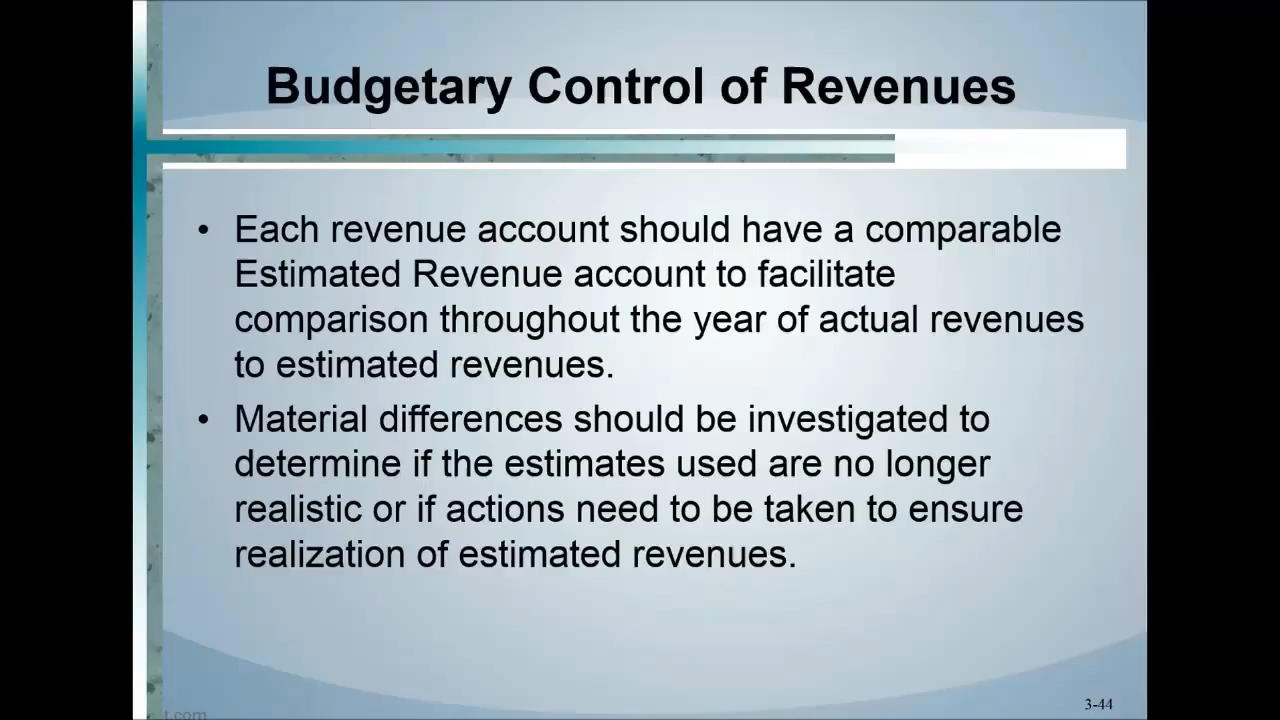 Budgetary Control of Revenues
• Each revenue account should have a comparable
Estimated Revenue account to facilitate
comparison throughout the year of actual revenues
to estimated revenues.
• Material differences should be investigated to
determine if the estimates used are no longer
realistic or if actions need to be taken to ensure
realization of estimated revenues.
3-44
t.com